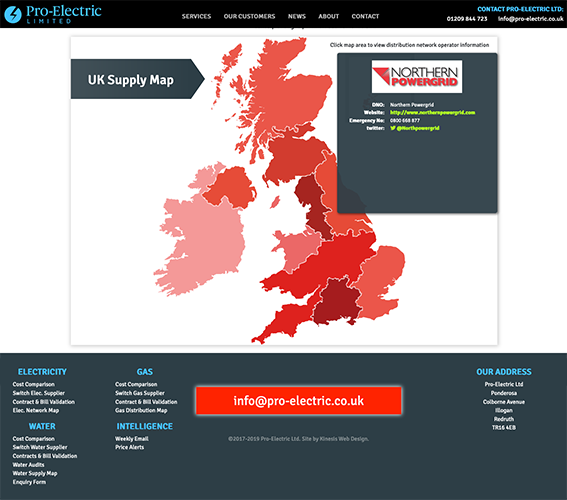 Pro-Electric
LIMITED
SERVICES OUR CUSTOMERS NEWS ABOUT CONTACT
CONTACT PRO-ELECTRIC LTD:
01209 844 723 info@pro-electric.co.uk
Click map area to view distribution network operator information
UK Supply Map
NORTHERN
POWERGRID
DNO: Northern Powergrid
Website: http://www.northernpowergrid.com
Emergency No: 0800 668 877
twitter: @Northpowergrid
ELECTRICITY
Cost Comparison
Switch Elec. Supplier
Contract & Bill Validation
Elec. Network Map
GAS
Cost Comparison
Switch Gas Supplier
Contract & Bill Validation
Gas Distribution Map
WATER
Cost Comparison
Switch Water Supplier
Contracts & Bill Validation
Water Audits
Water Supply Map
Enquiry Form
INTELLIGENCE
Weekly Email
Price Alerts
info@pro-electric.co.uk
©2017-2019 Pro-Electric Ltd. Site by Kinesis Web Design.
OUR ADDRESS
Pro-Electric Ltd
Ponderosa
Colborne Avenue
Illogan
Redruth
TR16 4EB